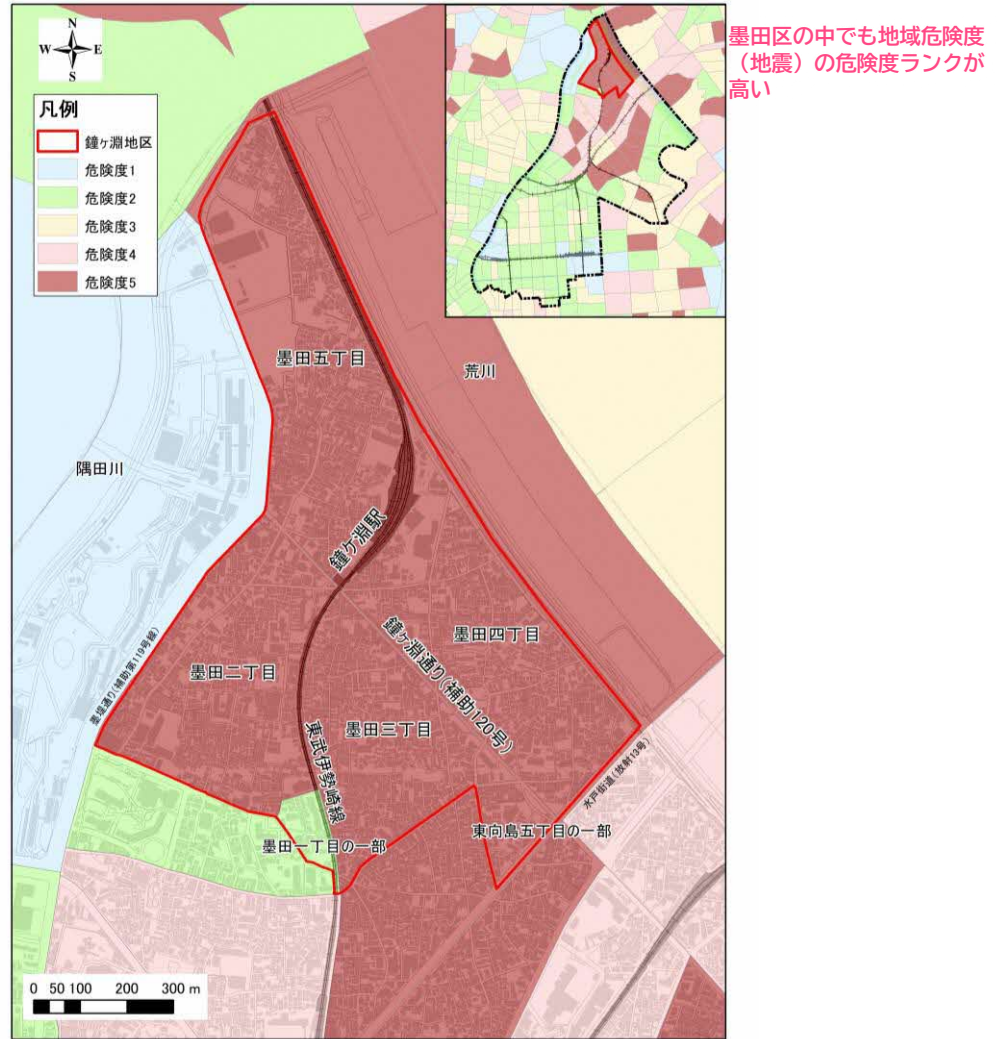 N
W E
S
凡例
鐘ヶ淵地区
危険度1
危険度2
危険度3
危険度4
危険度5
墨田区の中でも地域危険度
（地震）の危険度ランクが
高い
墨田五丁目
荒川
隅田川
鐘ヶ淵駅
鐘ヶ淵通り(補助120号)
墨田四丁目
墨田二丁目
墨堤通り(補助第119号線)
墨田三丁目
東武伊勢崎線
水戸街道(放射13号)
東向島五丁目の一部
墨田一丁目の一部
0 50 100 200 300 m